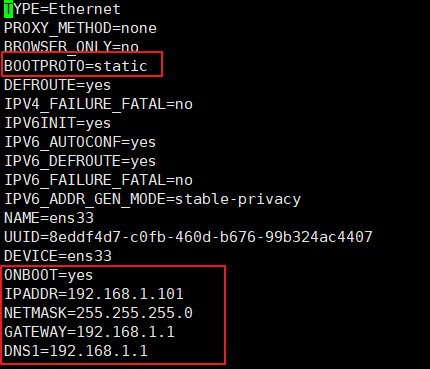 TYPE=Ethernet
PROXY_METHOD=none
BROWSER_ONLY=no
BOOTPROTO=static
DEFROUTE=yes
IPV4_FAILURE_FATAL=no
IPV6INIT=yes
IPV6_AUTOCONF=yes
IPV6_DEFROUTE=yes
IPV6_FAILURE_FATAL=no
IPV6_ADDR_GEN_MODE=stable-privacy
NAME=ens33
UUID=8eddf4d7-c0fb-460d-b676-99b324ac4407
DEVICE=ens33
ONBOOT=yes
IPADDR=192.168.1.101
NETMASK=255.255.255.0
GATEWAY=192.168.1.1
DNS1=192.168.1.1